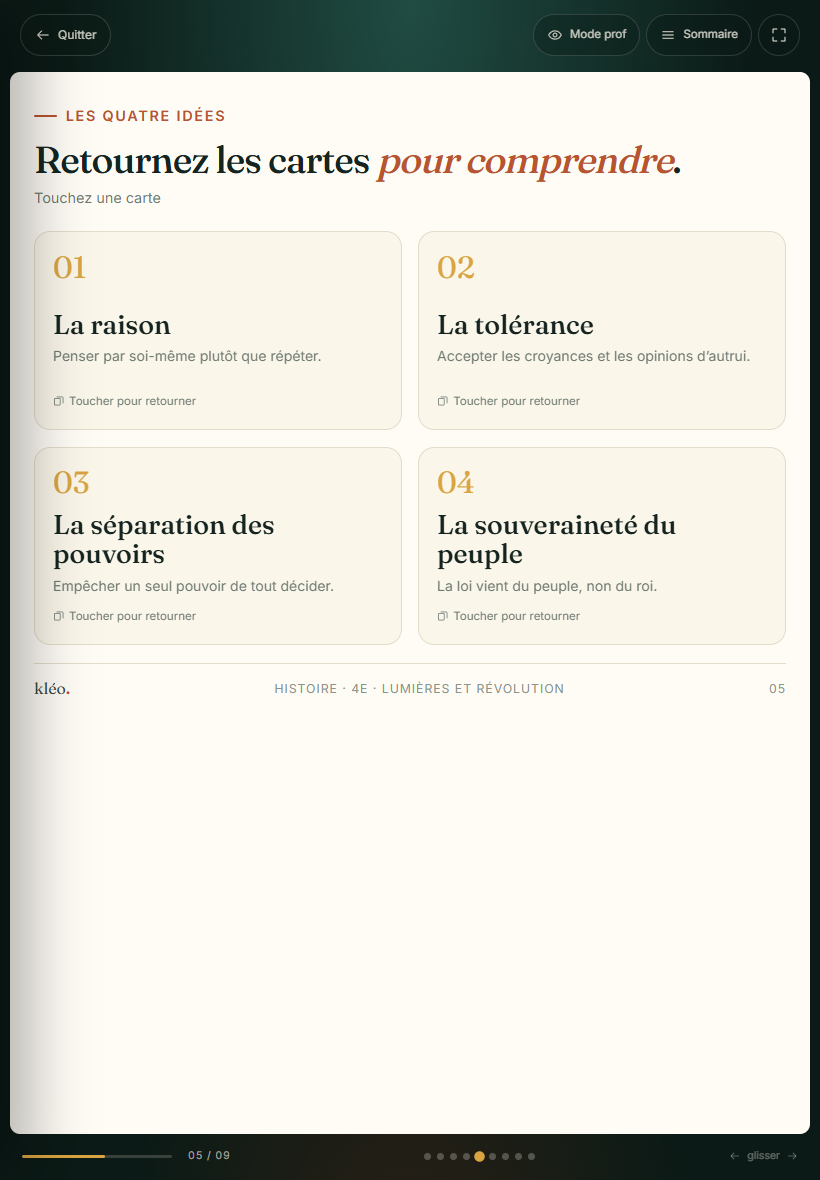 Quitter
Mode prof
Sommaire
LES QUATRE IDÉES
Retournez les cartes pour comprendre.
Touchez une carte
01
La raison
Penser par soi-même plutôt que répéter.
Toucher pour retourner
02
La tolérance
Accepter les croyances et les opinions d’autrui.
Toucher pour retourner
03
La séparation des
pouvoirs
Empêcher un seul pouvoir de tout décider.
Toucher pour retourner
04
La souveraineté du
peuple
La loi vient du peuple, non du roi.
Toucher pour retourner
kléo.
HISTOIRE · 4E · LUMIÈRES ET RÉVOLUTION
05
05 / 09
glisser